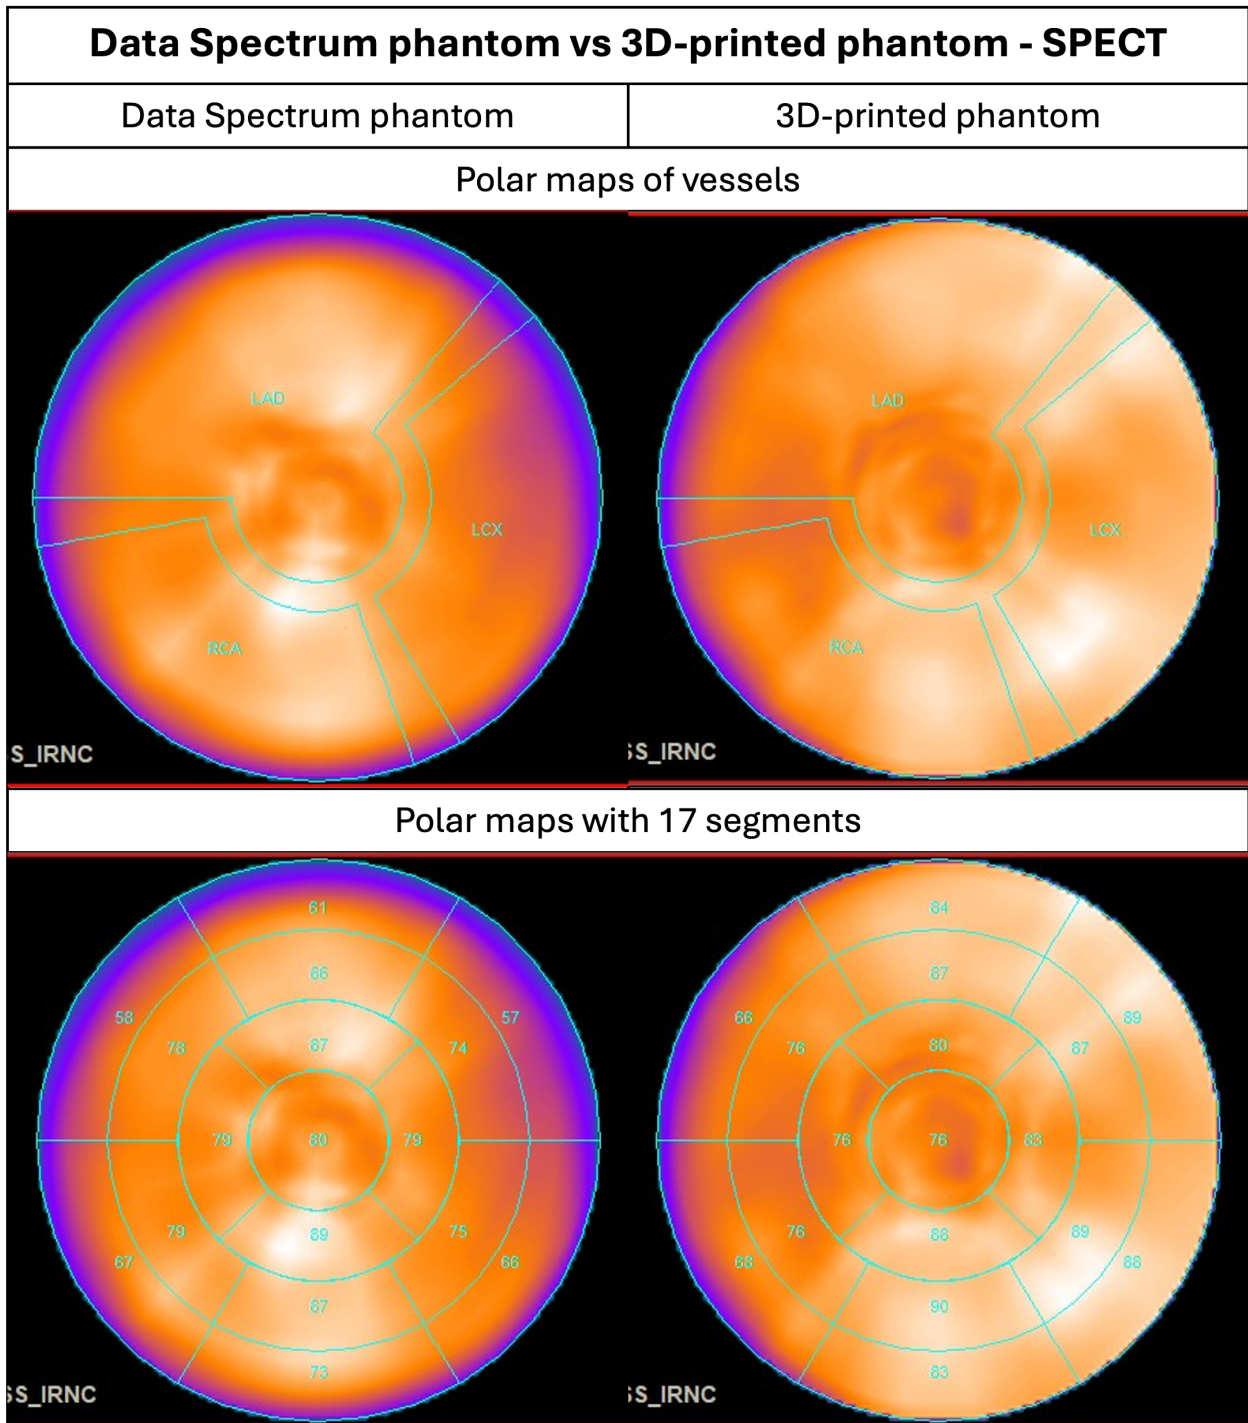 Data Spectrum phantom vs 3D-printed phantom - SPECT
Data Spectrum phantom
3D-printed phantom
Polar maps of vessels
LAD
LCX
RCA
S_IRNC
LAD
LCX
RCA
S_IRNC
Polar maps with 17 segments
61
86
58
57
78
87
74
79
80
79
79
89
75
67
66
87
73
SS_IRNC
84
87
66
89
76
80
87
76
76
83
76
88
89
68
88
90
83
S_IRNC